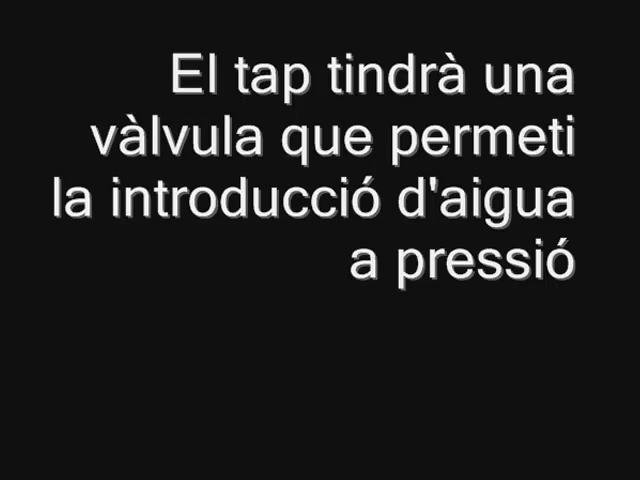 El tap tindrà una
vàlvula que permeti
la introducció d'aigua
a pressió